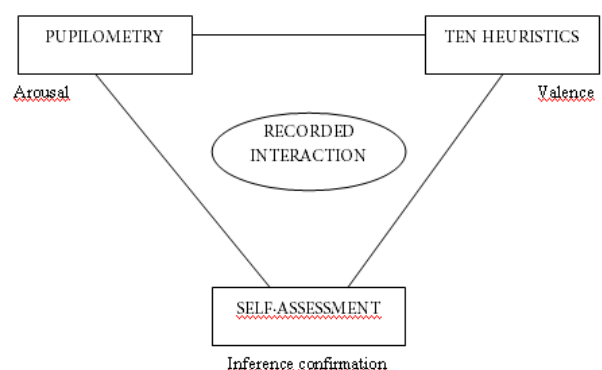 PUPILOMETRY
TEN HEURISTICS
Arousal
Valence
RECORDED
INTERACTION
SELF-ASSESSMENT
Inference confirmation